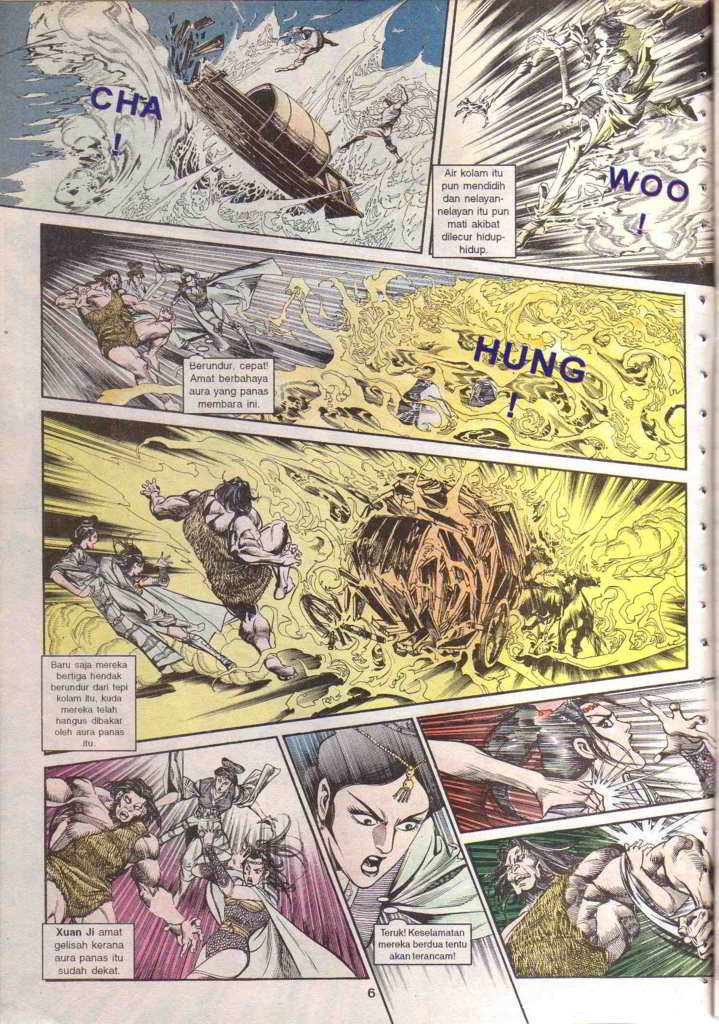 CHA
!
Air kolam itu
pun mendidih
dan nelayan-
nelayan itu pun
mati akibat
dilecur hidup-
hidup.
WOO
!
Berundur, cepat!
Amat berbahaya
aura yang panas
membara ini.
HUNG
!
Baru saja mereka
bertiga hendak
berundur dari tepi
kolam itu, kuda
mereka telah
hangus dibakar
oleh aura panas
itu.
Xuan Ji amat
gelisah kerana
aura panas itu
sudah dekat.
Teruk! Keselamatan
mereka berdua tentu
akan terancam!
6